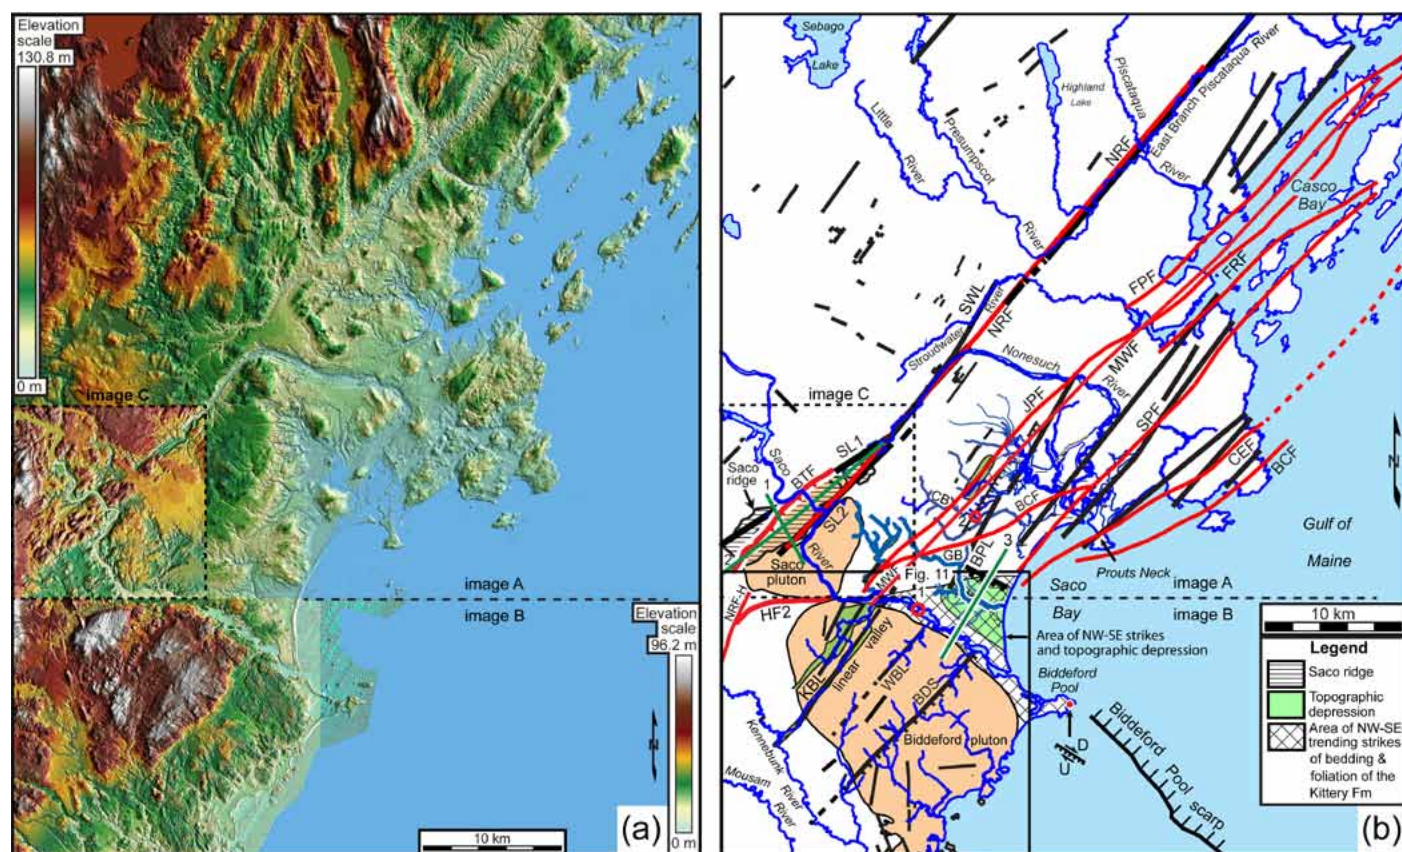 Elevation
scale
130.8 m
0 m
image C
image A
image B
Elevation
scale
96.2 m
0 m
N
10 km
(a)
Sebago
Lake
Little
River
Presumpscot
River
Highland
Lake
Piscataqua
River
East Branch Piscataqua River
NRF
Casco
Bay
FPF
FRF
SWL
Stroudwater River
NRF
Nonesuch
River
MWF
JPF
SPF
CEF
BCF
image C
Saco
River
Saco
ridge
BTF
SL1
SL2
1
2
CBV
2
BCF
GB
BPL
3
MWF
Fig. 11
1
Saco
pluton
NRF-H
HF2
Prouts Neck
Saco
Bay
Gulf of
Maine
image A
image B
N
Area of NW-SE strikes
and topographic depression
Biddeford
Pool
KBL
linear valley
WBL
BDS
Biddeford pluton
Kennebunk
River
Mousam
River
D
U
Biddeford Pool scarp
10 km
Legend
Saco ridge
Topographic
depression
Area of NW-SE
trending strikes
of bedding &
foliation of the
Kittery Fm
(b)